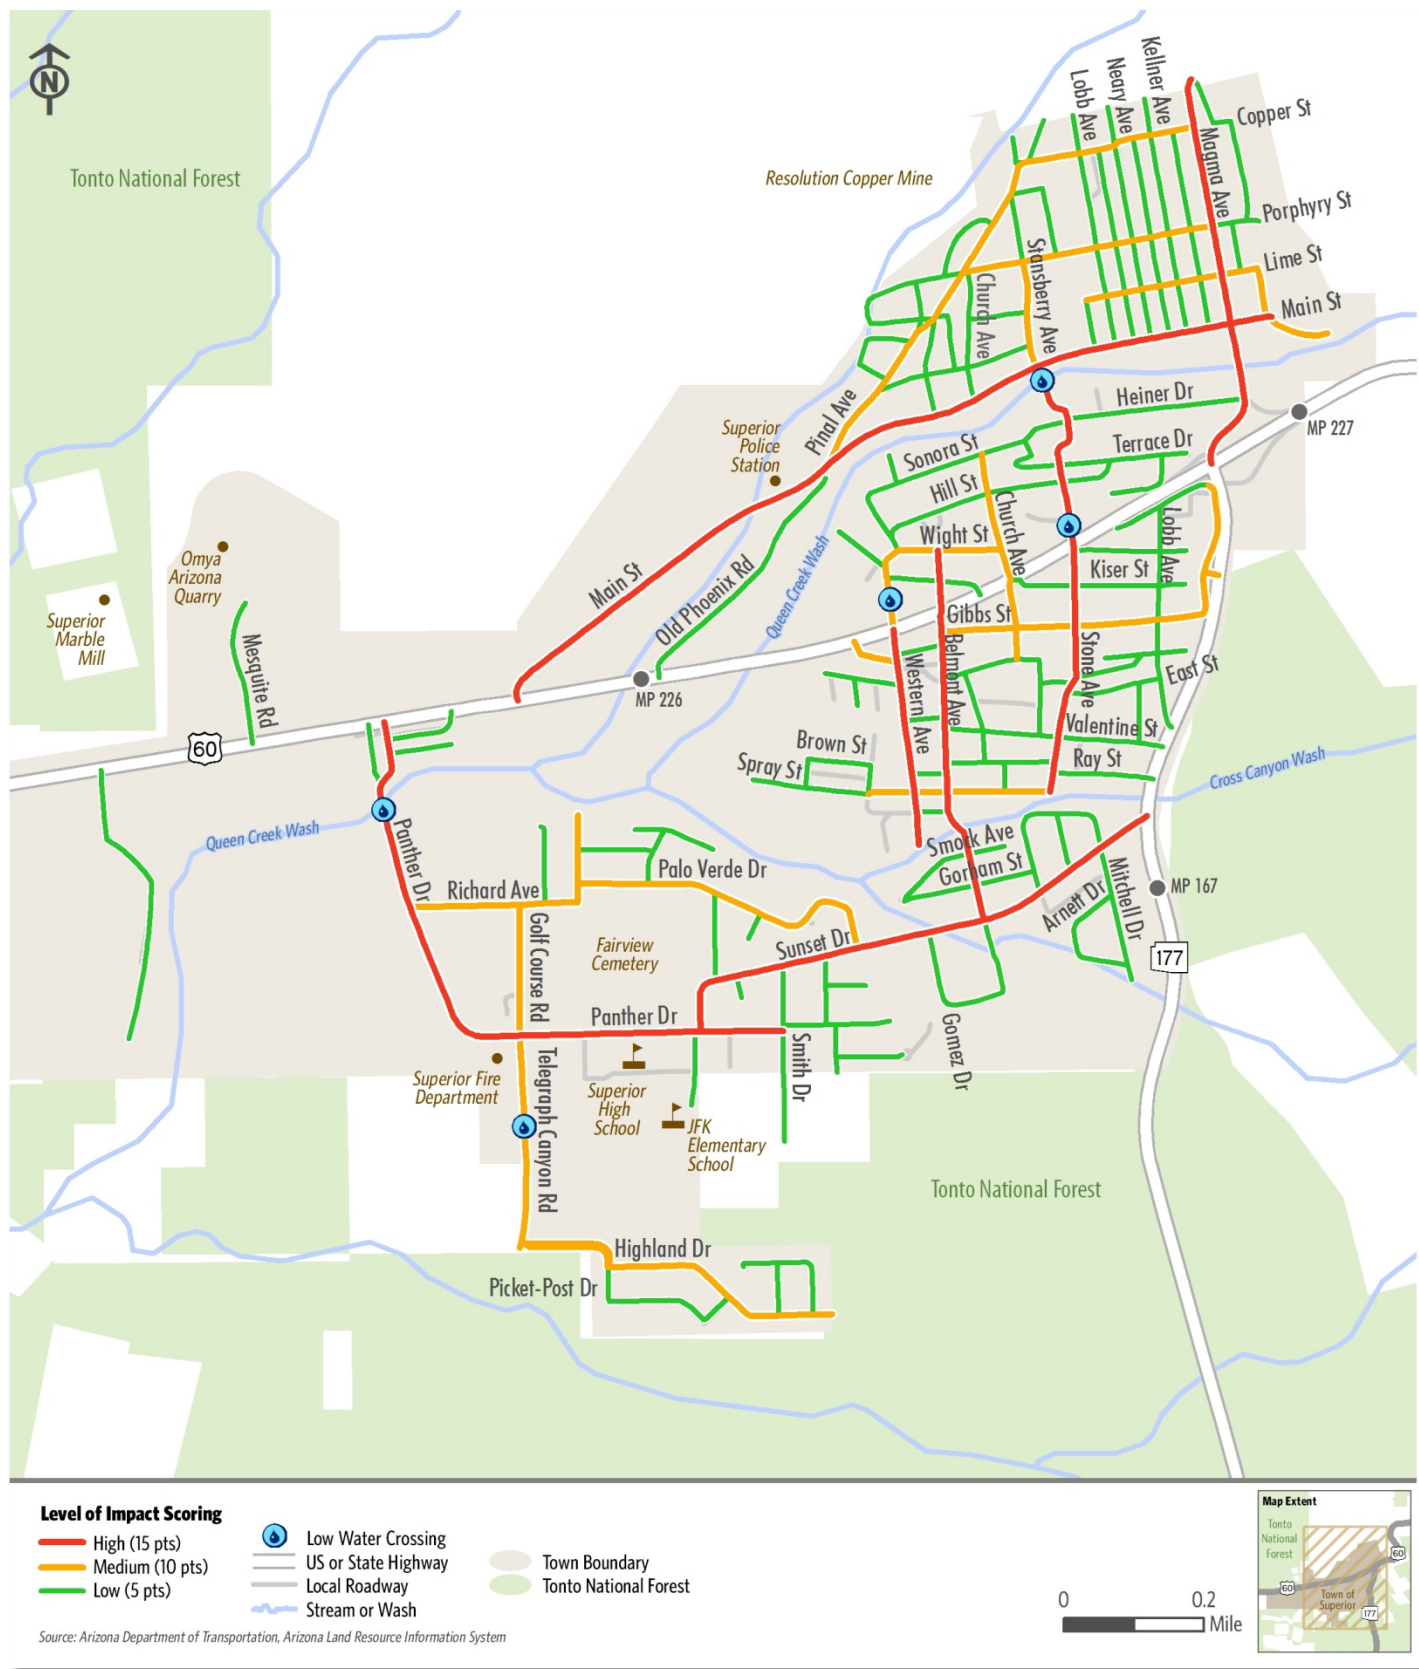 N
Tonto National Forest
Resolution Copper Mine
Lobb Ave
Neary Ave
Kellner Ave
Magma Ave
Copper St
Porphyry St
Lime St
Main St
Stansberry Ave
Church Ave
Pinal Ave
Superior
Police
Station
Heiner Dr
MP 227
Sonora St
Terrace Dr
Hill St
Church Ave
Wight St
Lobb Ave
Kiser St
Omya
Arizona
Quarry
Superior
Marble
Mill
Main St
Old Phoenix Rd
Queen Creek Wash
Gibbs St
Mesquite Rd
Belmont Ave
Western Ave
Stone Ave
East St
MP 226
60
Valentine St
Brown St
Ray St
Spray St
Cross Canyon Wash
Queen Creek Wash
Panther Dr
Smock Ave
Gorham St
Palo Verde Dr
Richard Ave
Mitchell Dr
Arnett Dr
MP 167
Golf Course Rd
Fairview
Cemetery
Sunset Dr
177
Panther Dr
Gomez Dr
Smith Dr
Superior Fire
Department
Telegraph Canyon Rd
Superior
High
School
JFK
Elementary
School
Tonto National Forest
Highland Dr
Picket-Post Dr
Level of Impact Scoring
High (15 pts)
Medium (10 pts)
Low (5 pts)
Low Water Crossing
US or State Highway
Local Roadway
Stream or Wash
Town Boundary
Tonto National Forest
0 0.2
Mile
Map Extent
Tonto
National
Forest
60
60
Town of
Superior
177
Source: Arizona Department of Transportation, Arizona Land Resource Information System